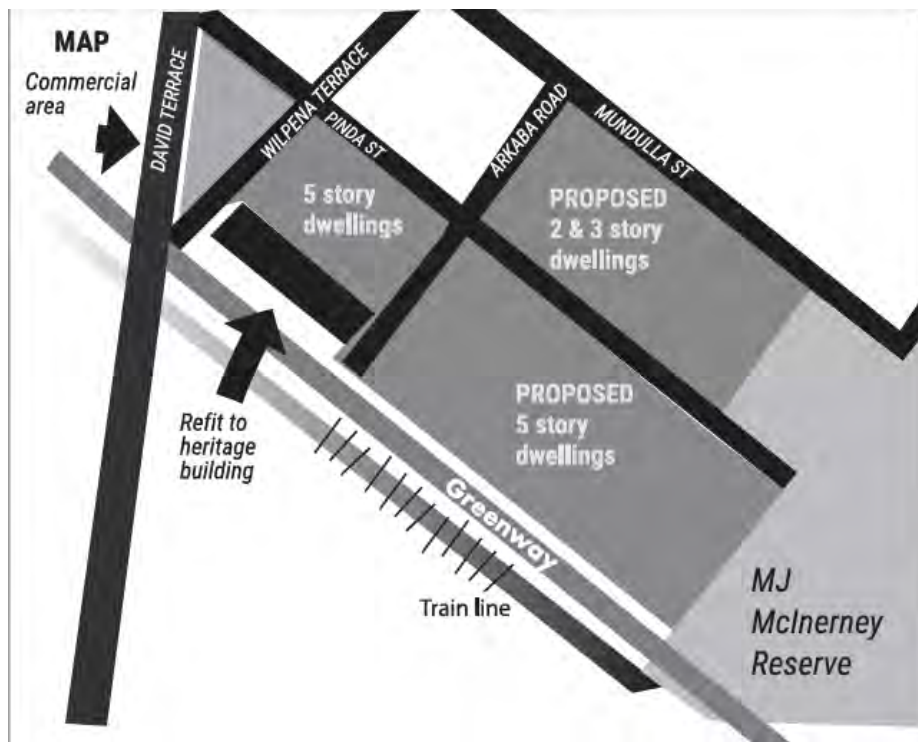 MAP
Commercial
area
DAVID TERRACE
WILPENA TERRACE
PINDA ST
ARKABA ROAD
MUNDULLA ST
5 story
dwellings
PROPOSED
2 & 3 story
dwellings
PROPOSED
5 story
dwellings
Refit to
heritage
building
Greenway
Train line
MJ
McInerney
Reserve